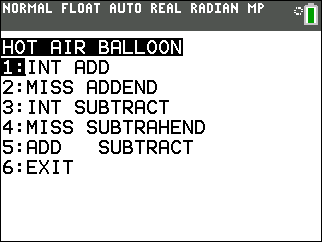 NORMAL FLOAT AUTO REAL RADIAN MP
HOT AIR BALLOON
1:INT ADD
2:MISS ADDEND
3:INT SUBTRACT
4:MISS SUBTRAHEND
5:ADD   SUBTRACT
6:EXIT